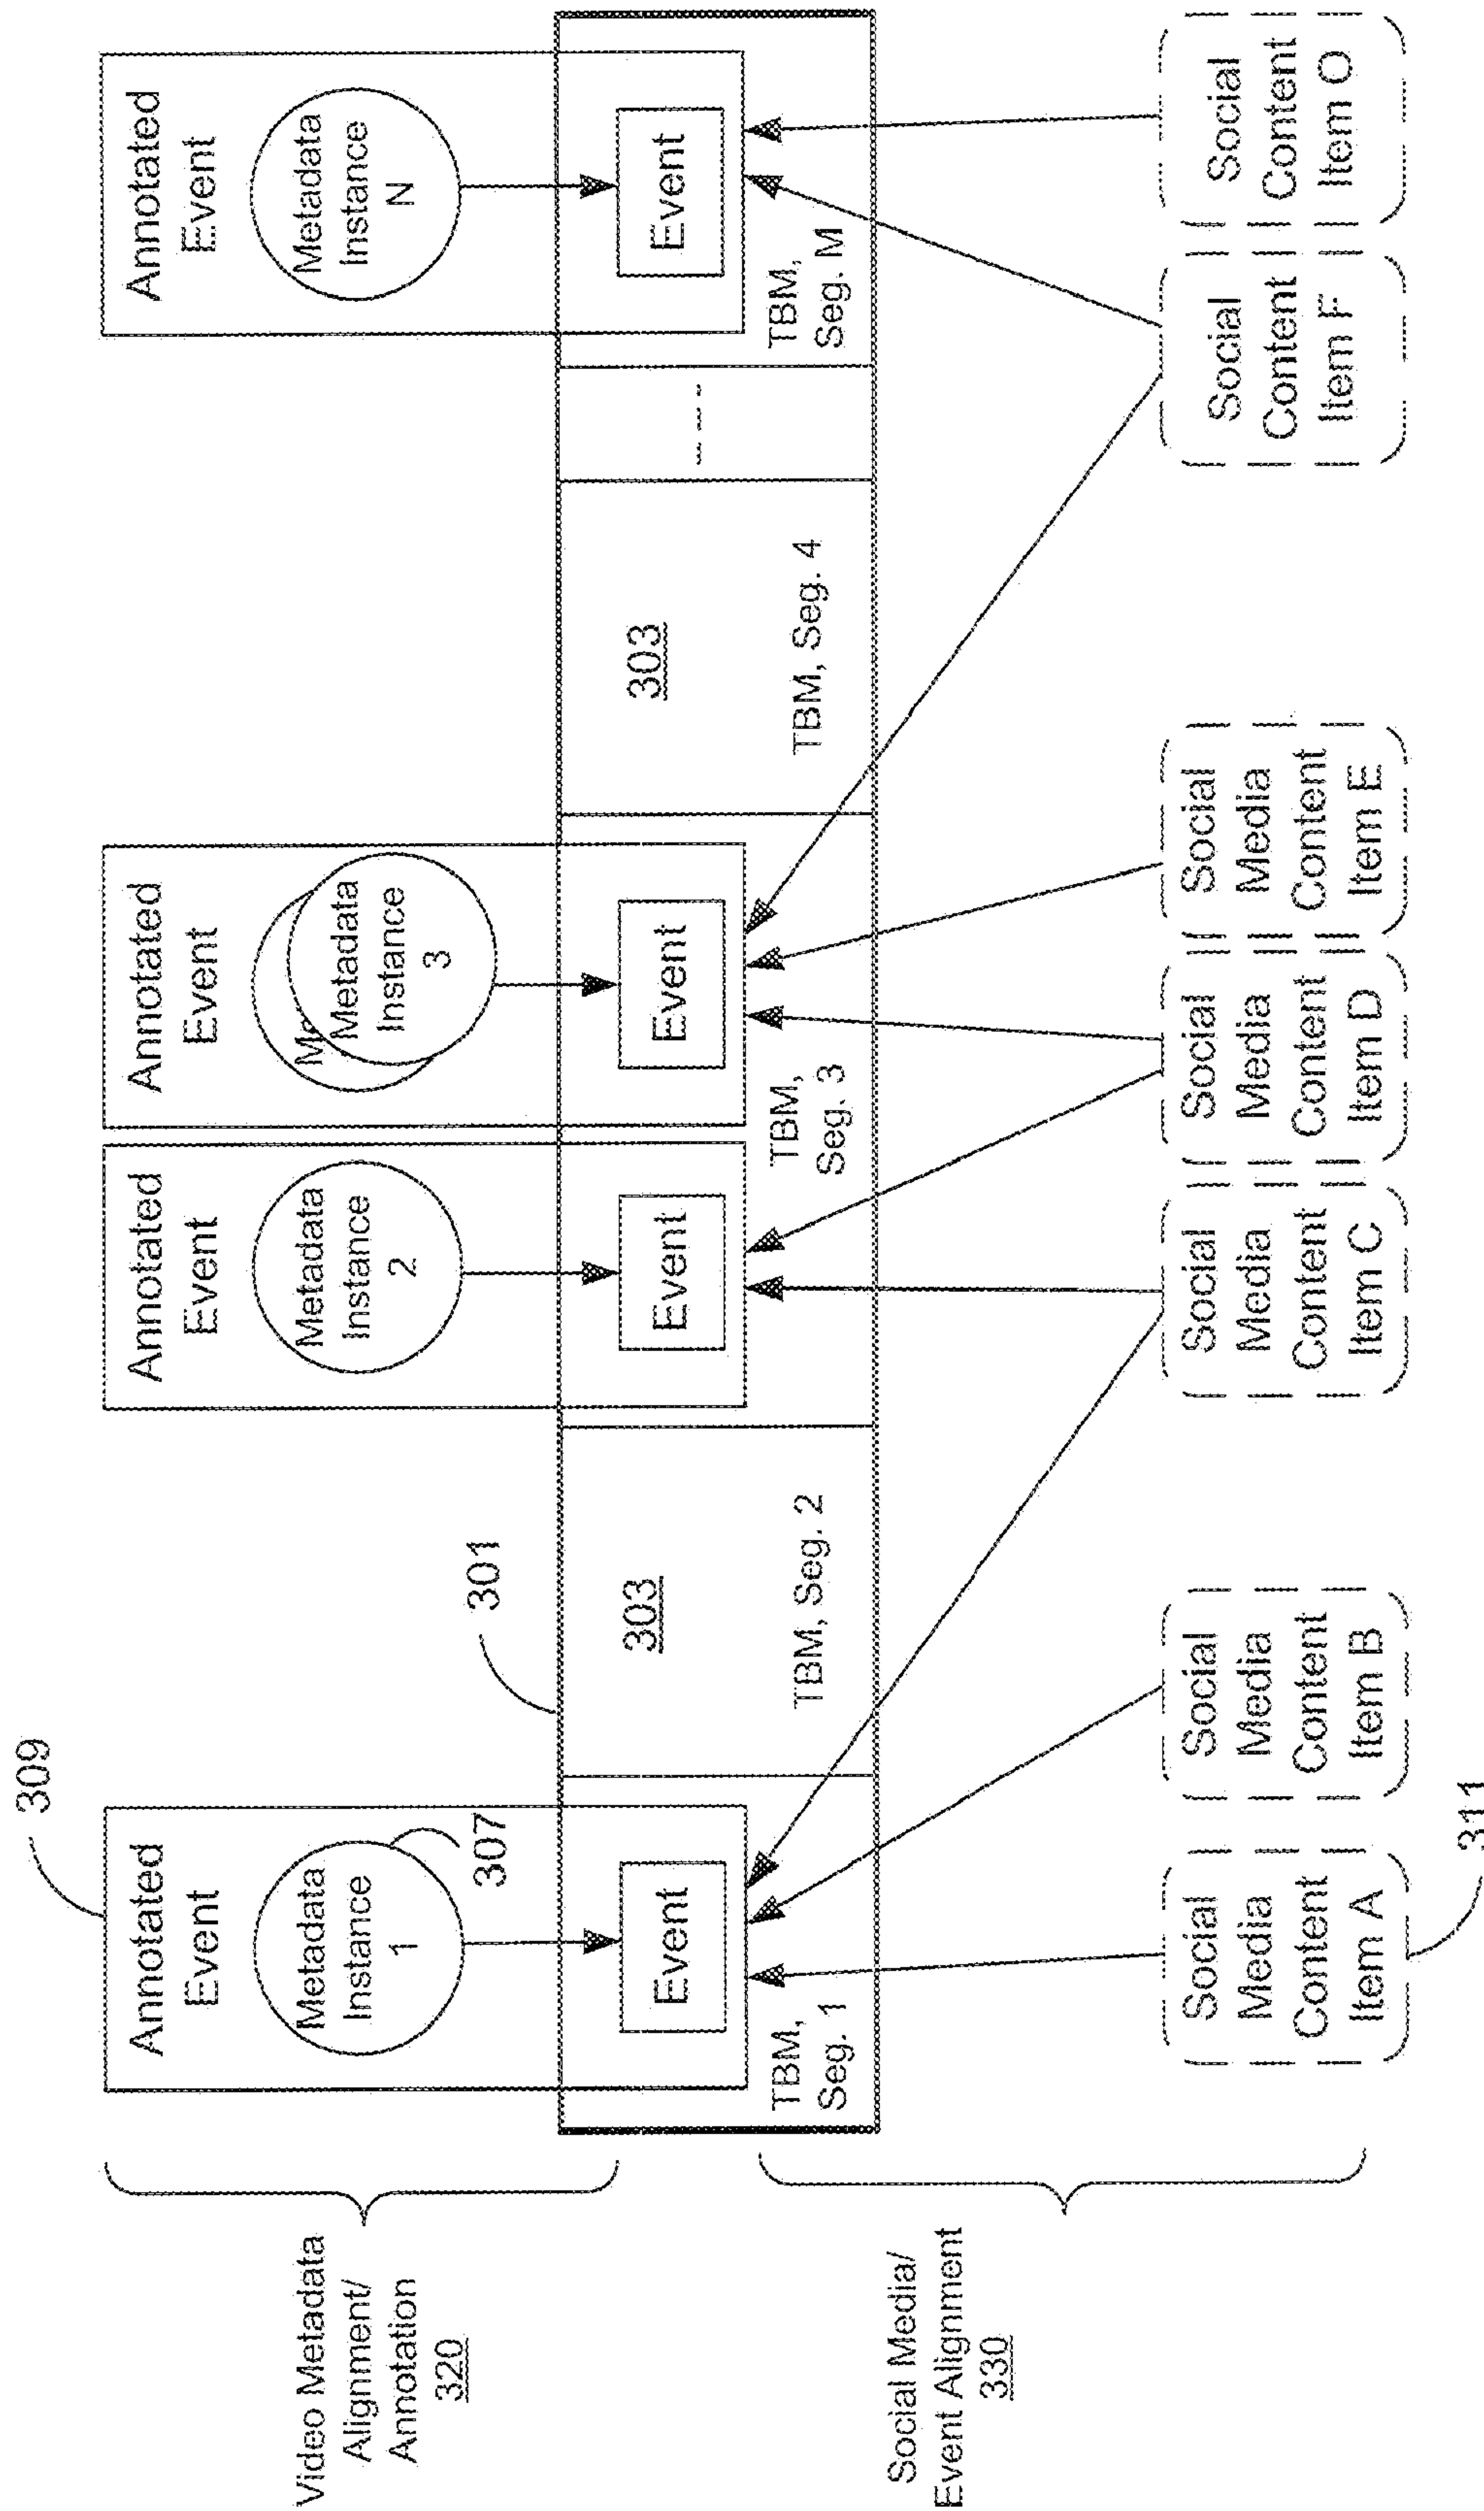 309
Annotated
Event
Metadata
Instance
1
307
Event
TBM,
Seg. 1
301
303
TBM, Seg. 2
Annotated
Event
Metadata
Instance
2
Event
Annotated
Event
Me
Metadata
Instance
3
Event
TBM,
Seg. 3
303
TBM, Seg. 4
Annotated
Event
Metadata
Instance
N
Event
TBM,
Seg. M
Video Metadata
Alignment/
Annotation
320
Social Media/
Event Alignment
330
Social
Media
Content
Item A
311
Social
Media
Content
Item B
Social
Media
Content
Item C
Social
Media
Content
Item D
Social
Media
Content
Item E
Social
Content
Item F
Social
Content
Item O